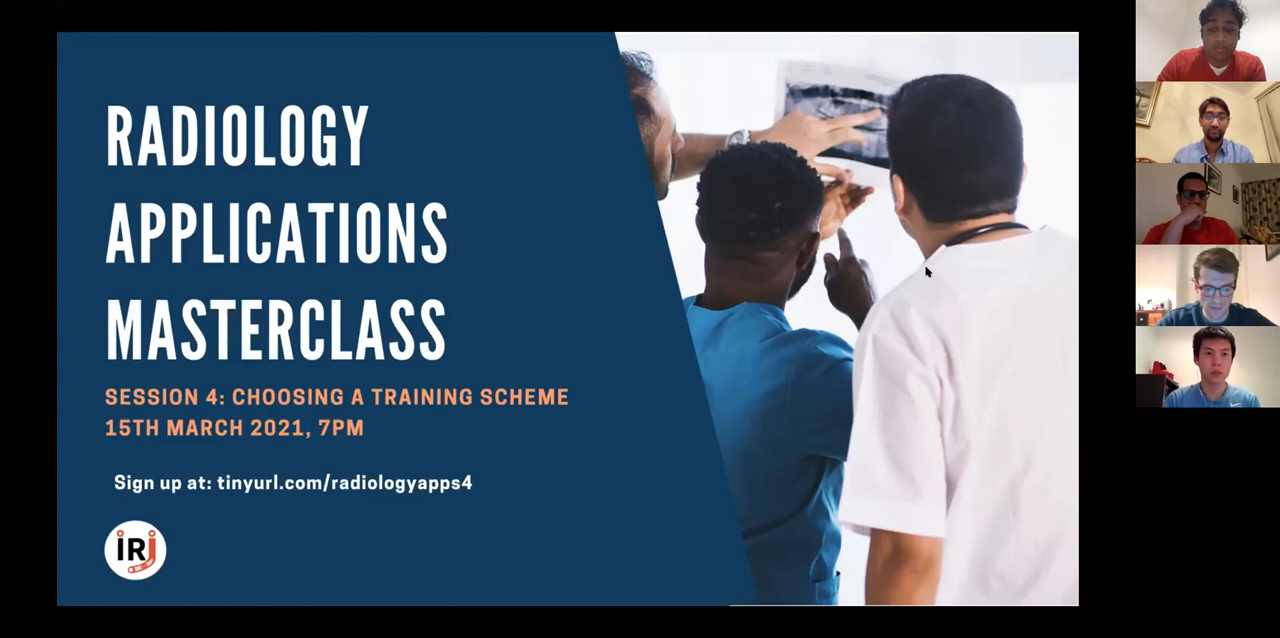 RADIOLOGY
APPLICATIONS
MASTERCLASS
SESSION 4: CHOOSING A TRAINING SCHEME
15TH MARCH 2021, 7PM
Sign up at: tinyurl.com/radiologyapps4
iRj